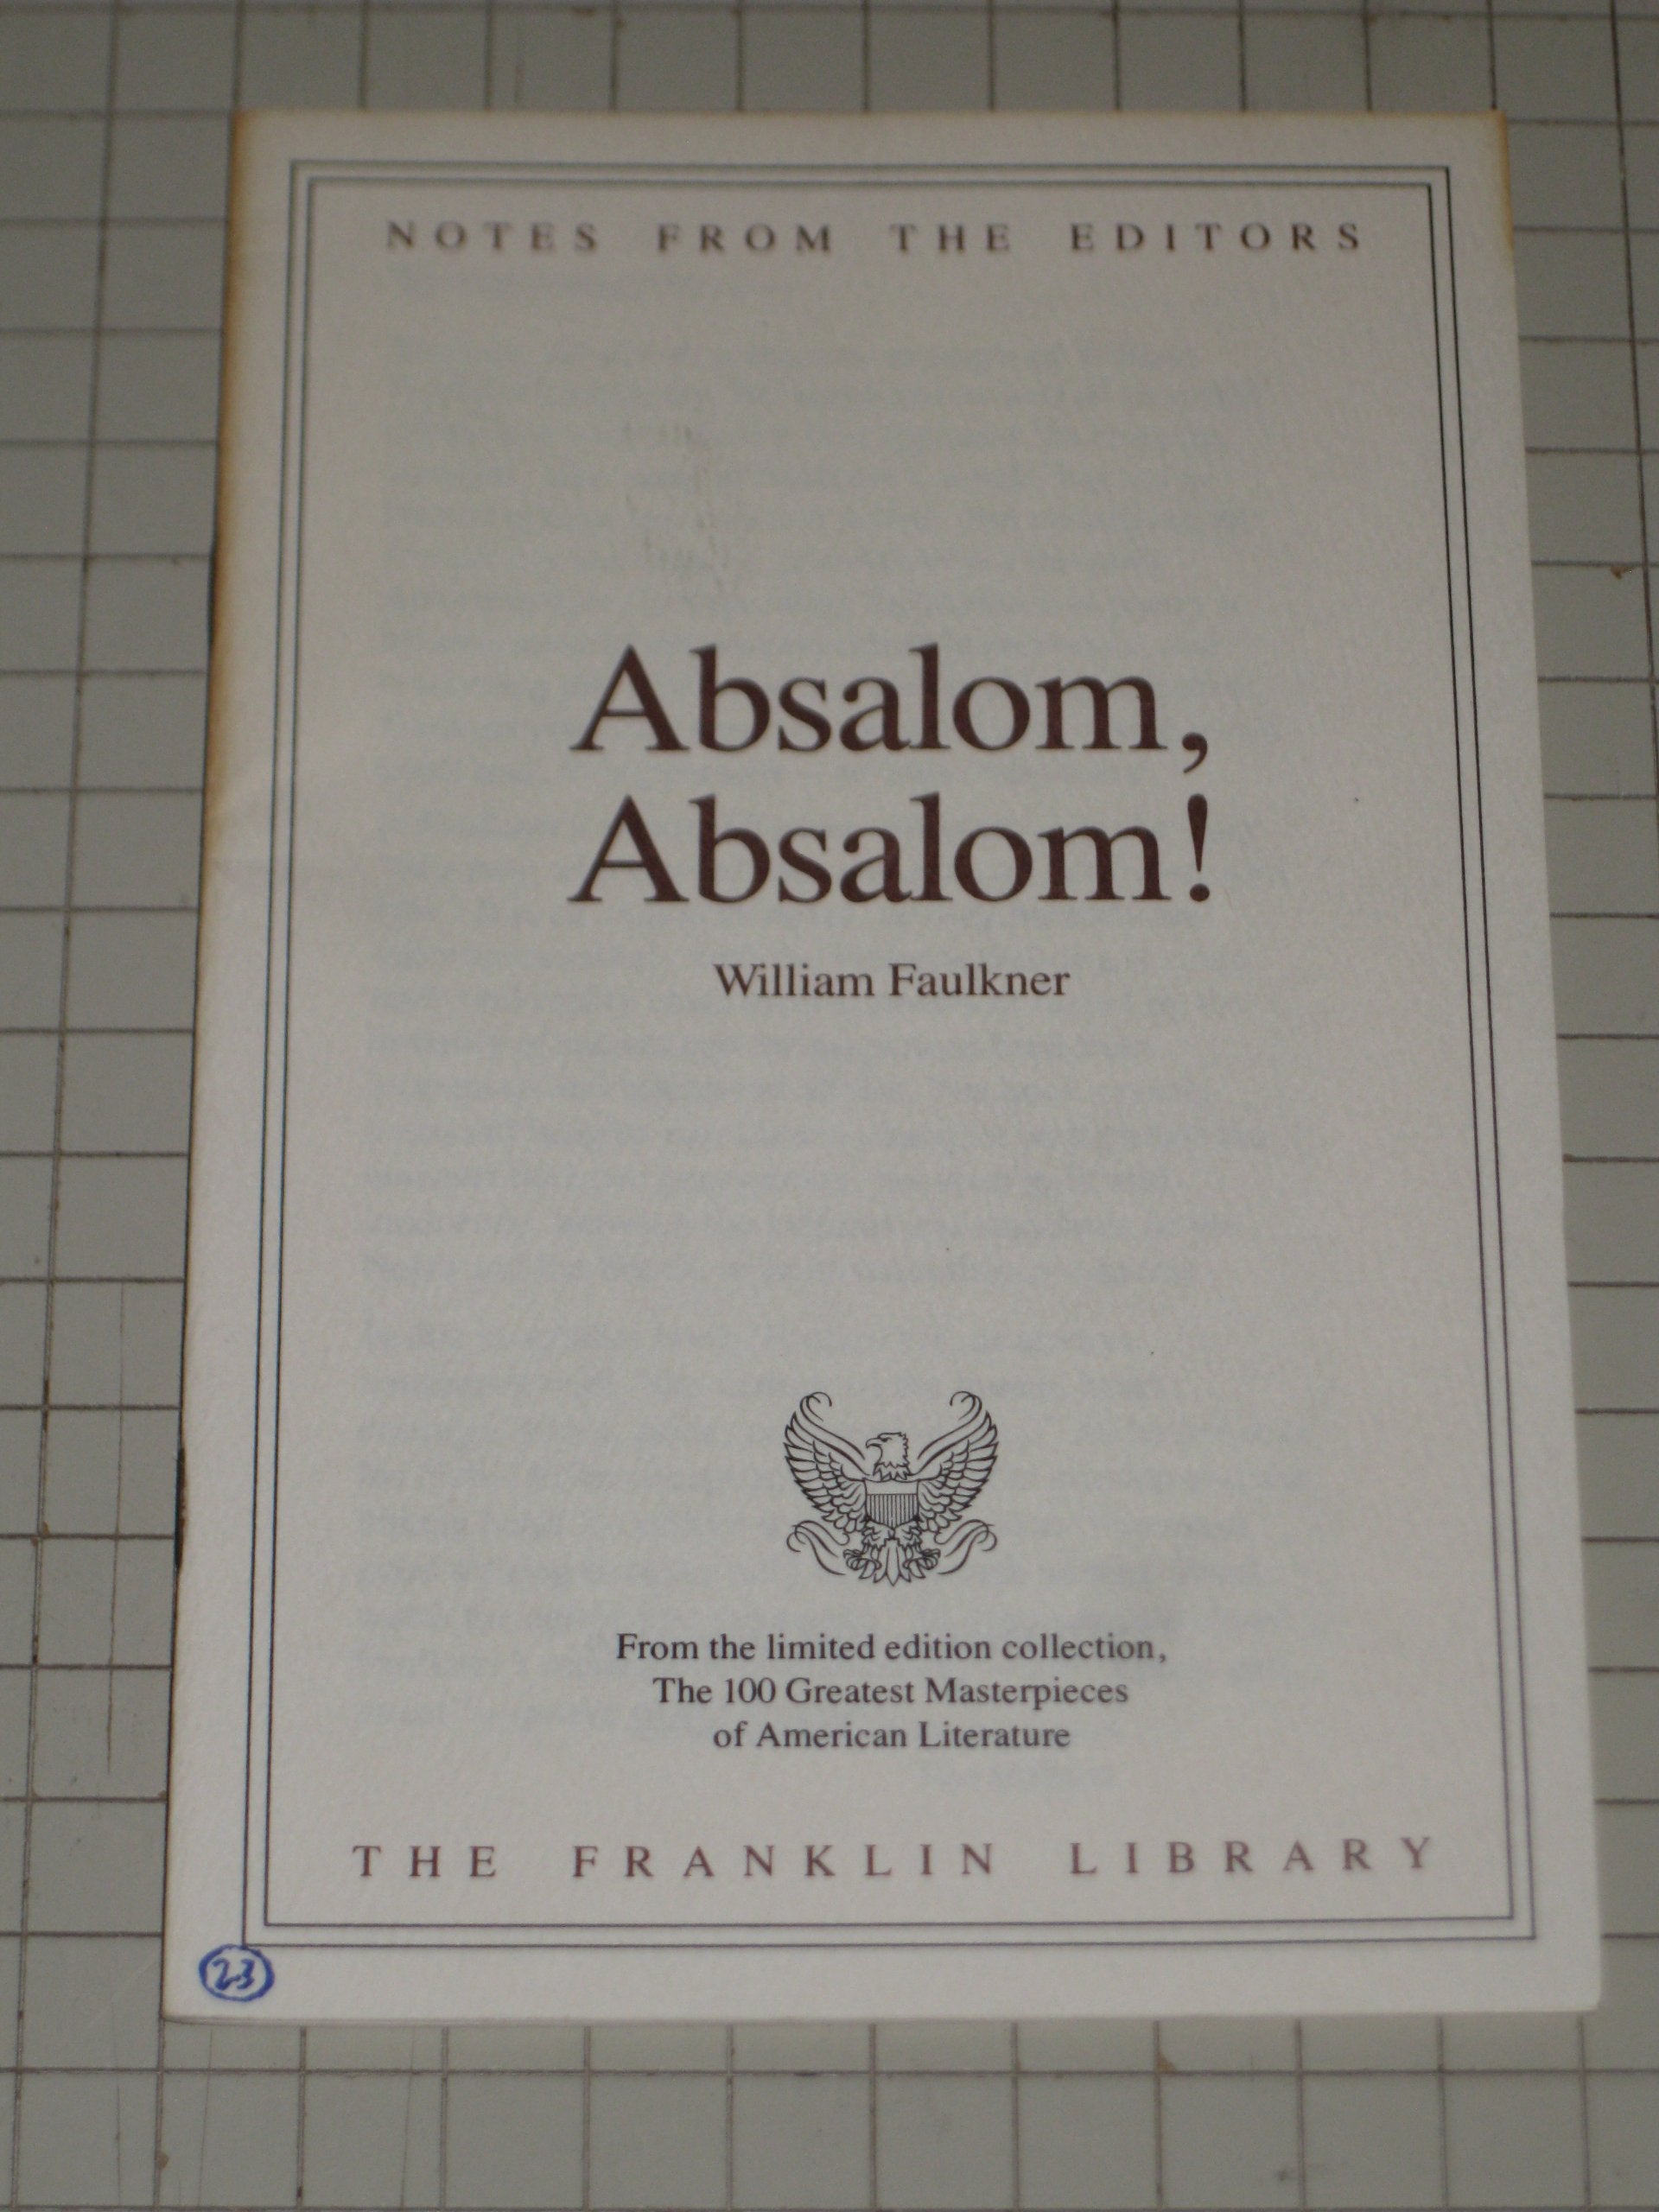 NOTES FROM THE EDITORS
Absalom,
Absalom!
William Faulkner
From the limited edition collection,
The 100 Greatest Masterpieces
of American Literature
THE FRANKLIN LIBRARY
23